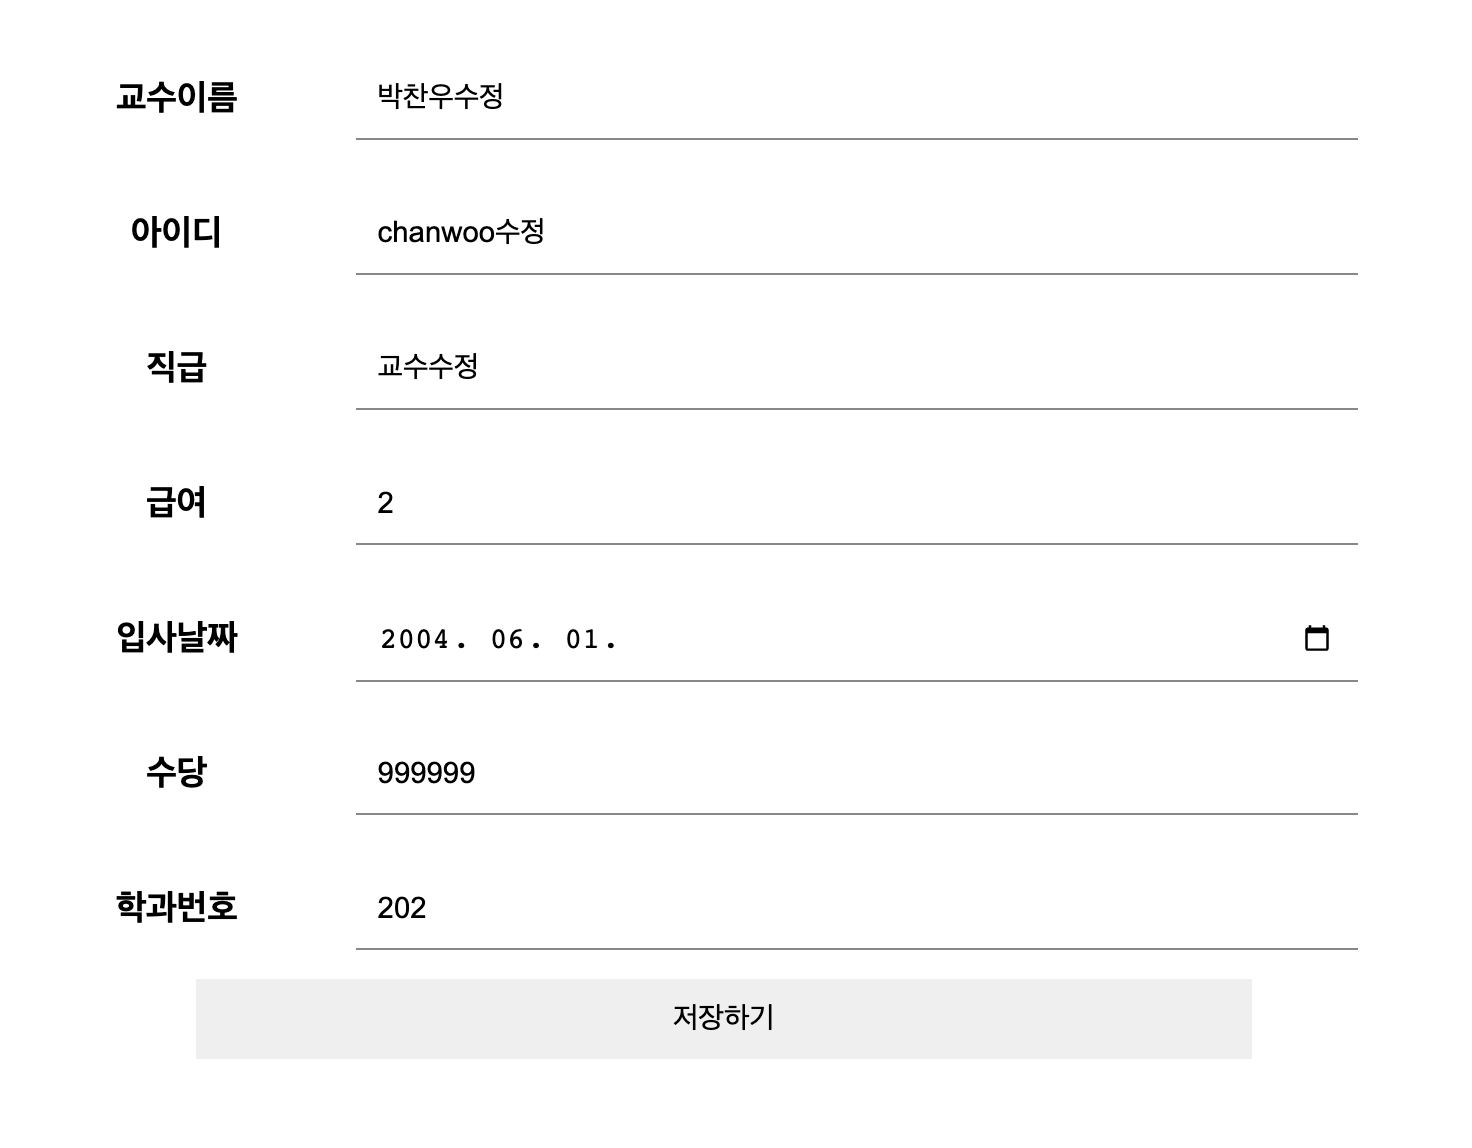 교수이름 박찬우수정
아이디 chanwoo수정
직급 교수수정
급여 2
입사날짜 2004. 06. 01.
수당 999999
학과번호 202
저장하기